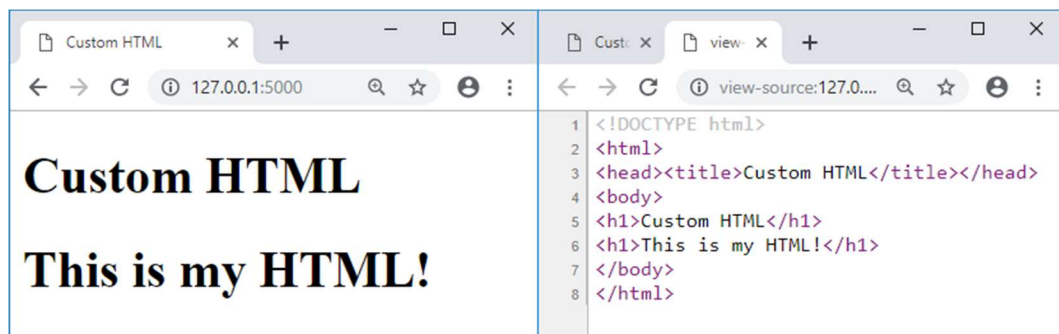 Custom HTML
127.0.0.1:5000
Custom HTML
This is my HTML!
Custo view-
view-source:127.0....
1 <!DOCTYPE html>
2 <html>
3 <head><title>Custom HTML</title></head>
4 <body>
5 <h1>Custom HTML</h1>
6 <h1>This is my HTML!</h1>
7 </body>
8 </html>